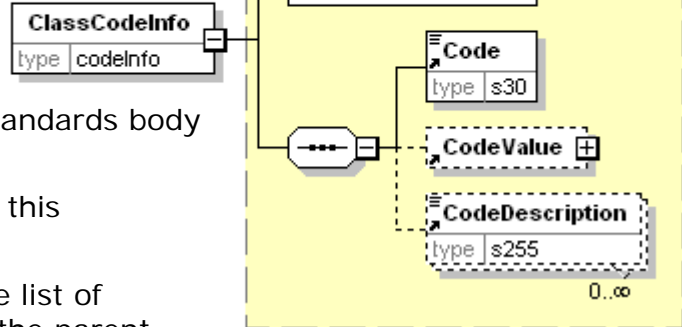 ClassCodeInfo
type codeInfo
Code
type s30
andards body
CodeValue
this
CodeDescription
type s255
e list of
0..∞
the parent